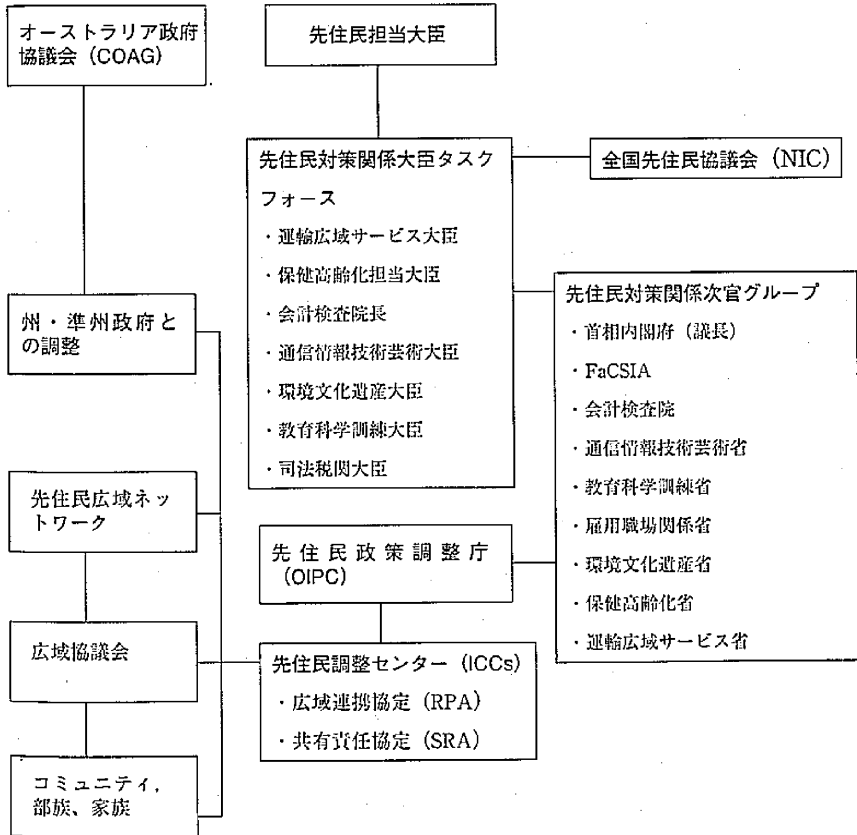 オーストラリア政府
協議会(COAG)
先住民担当大臣
先住民対策関係大臣タスク
フォース
・運輸広域サービス大臣
・保健高齢化担当大臣
・会計検査院長
・通信情報技術芸術大臣
・環境文化遺産大臣
・教育科学訓練大臣
・司法税関大臣
全国先住民協議会(NIC)
先住民対策関係次官グループ
・首相内閣府(議長)
・FaCSIA
・会計検査院
・通信情報技術芸術省
・教育科学訓練省
・雇用職場関係省
・環境文化遺産省
・保健高齢化省
・運輸広域サービス省
州・準州政府と
の調整
先住民広域ネッ
トワーク
先住民政策調整庁
(OIPC)
広域協議会
先住民調整センター(ICCs)
・広域連携協定(RPA)
・共有責任協定(SRA)
コミュニティ,
部族、家族